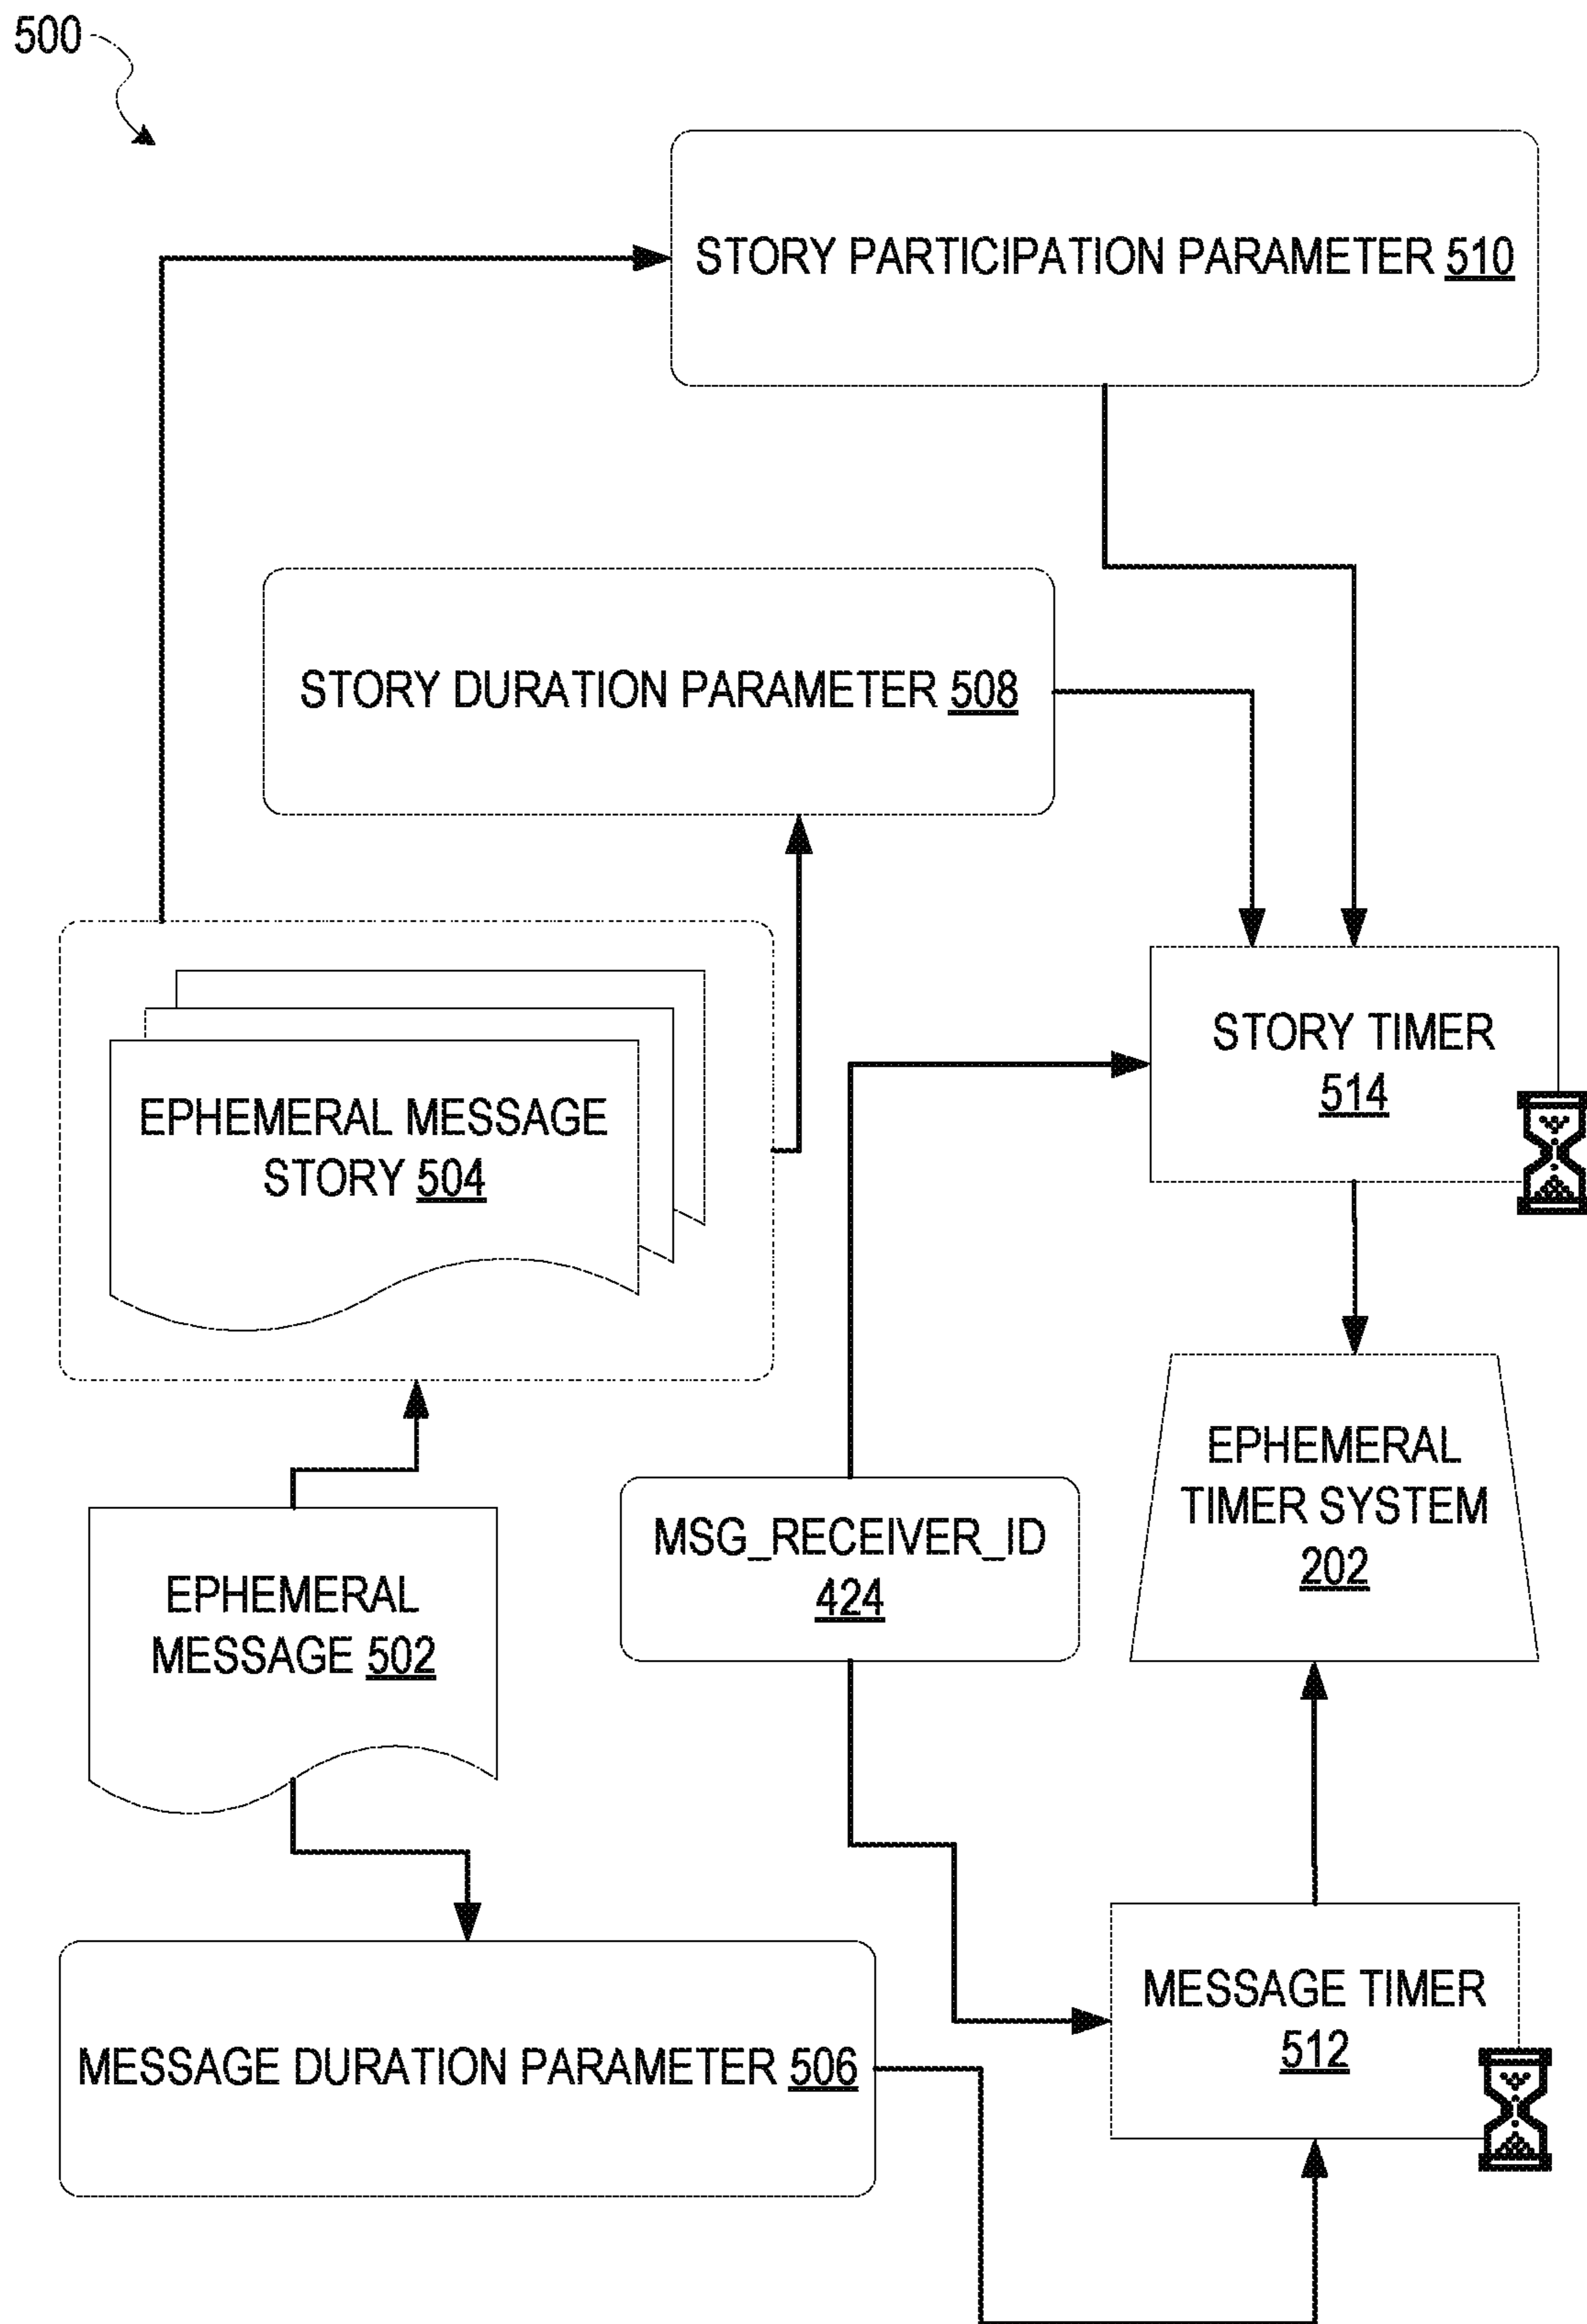 500
STORY PARTICIPATION PARAMETER 510
STORY DURATION PARAMETER 508
STORY TIMER
514
EPHEMERAL MESSAGE
STORY 504
EPHEMERAL
TIMER SYSTEM
202
MSG_RECEIVER_ID
424
EPHEMERAL
MESSAGE 502
MESSAGE TIMER
512
MESSAGE DURATION PARAMETER 506